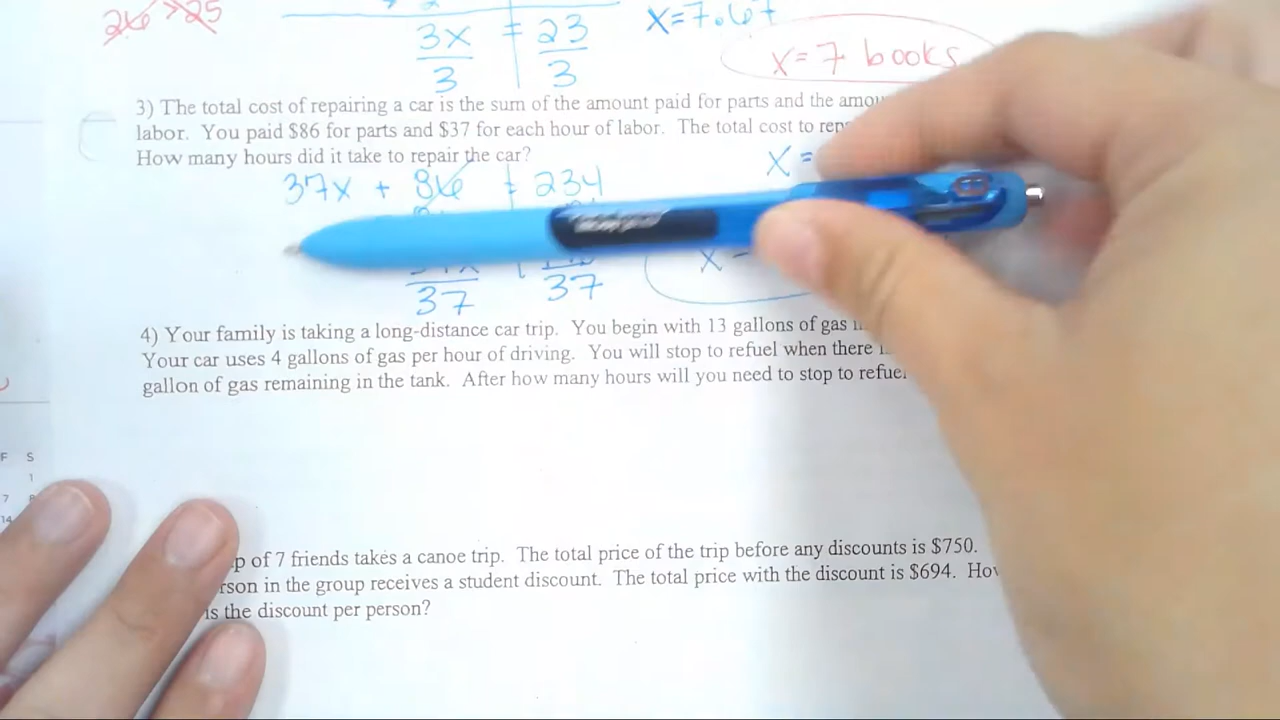 26 > 25
3x = 23
3 3
x=7.67
x=7 books
3) The total cost of repairing a car is the sum of the amount paid for parts and the
labor. You paid $86 for parts and $37 for each hour of labor. The total cost to
How many hours did it take to repair the car?
x =
37x + 86 = 234
37 37
x
4) Your family is taking a long-distance car trip. You begin with 13 gallons of gas
Your car uses 4 gallons of gas per hour of driving. You will stop to refuel when there
gallon of gas remaining in the tank. After how many hours will you need to stop to
F S
1
7
14
of 7 friends takes a canoe trip. The total price of the trip before any discounts is $750.
in the group receives a student discount. The total price with the discount is $694.
is the discount per person?